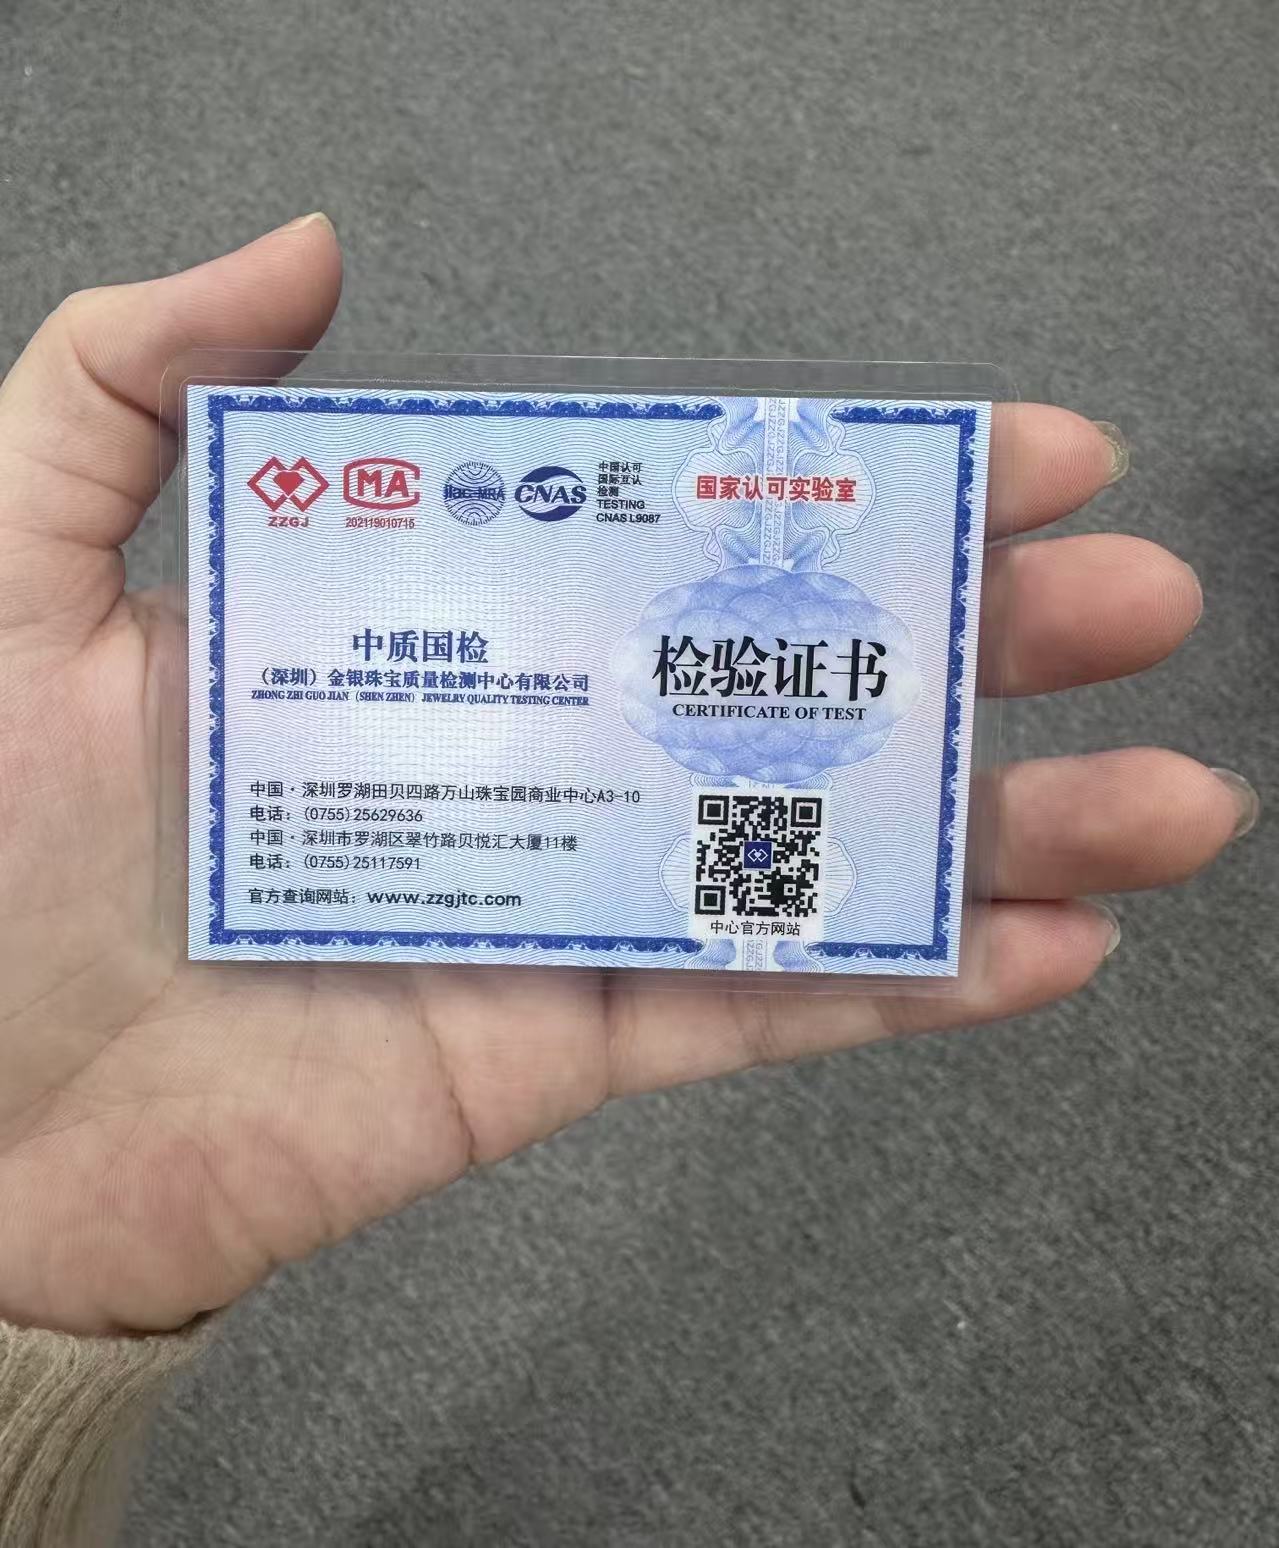 ZZGJ
MA
202119010715
ilac-MRA
CNAS
中国认可
国际互认
检测
TESTING
CNAS L9087
国家认可实验室
中质国检
（深圳）金银珠宝质量检测中心有限公司
ZHONG ZHI GUO JIAN（SHEN ZHEN）JEWELRY QUALITY TESTING CENTER
检验证书
CERTIFICATE OF TEST
中国·深圳罗湖田贝四路万山珠宝园商业中心A3-10
电话：(0755)25629636
中国·深圳市罗湖区翠竹路贝悦汇大厦11楼
电话：(0755)25117591
官方查询网站：www.zzgjtc.com
中心官方网站